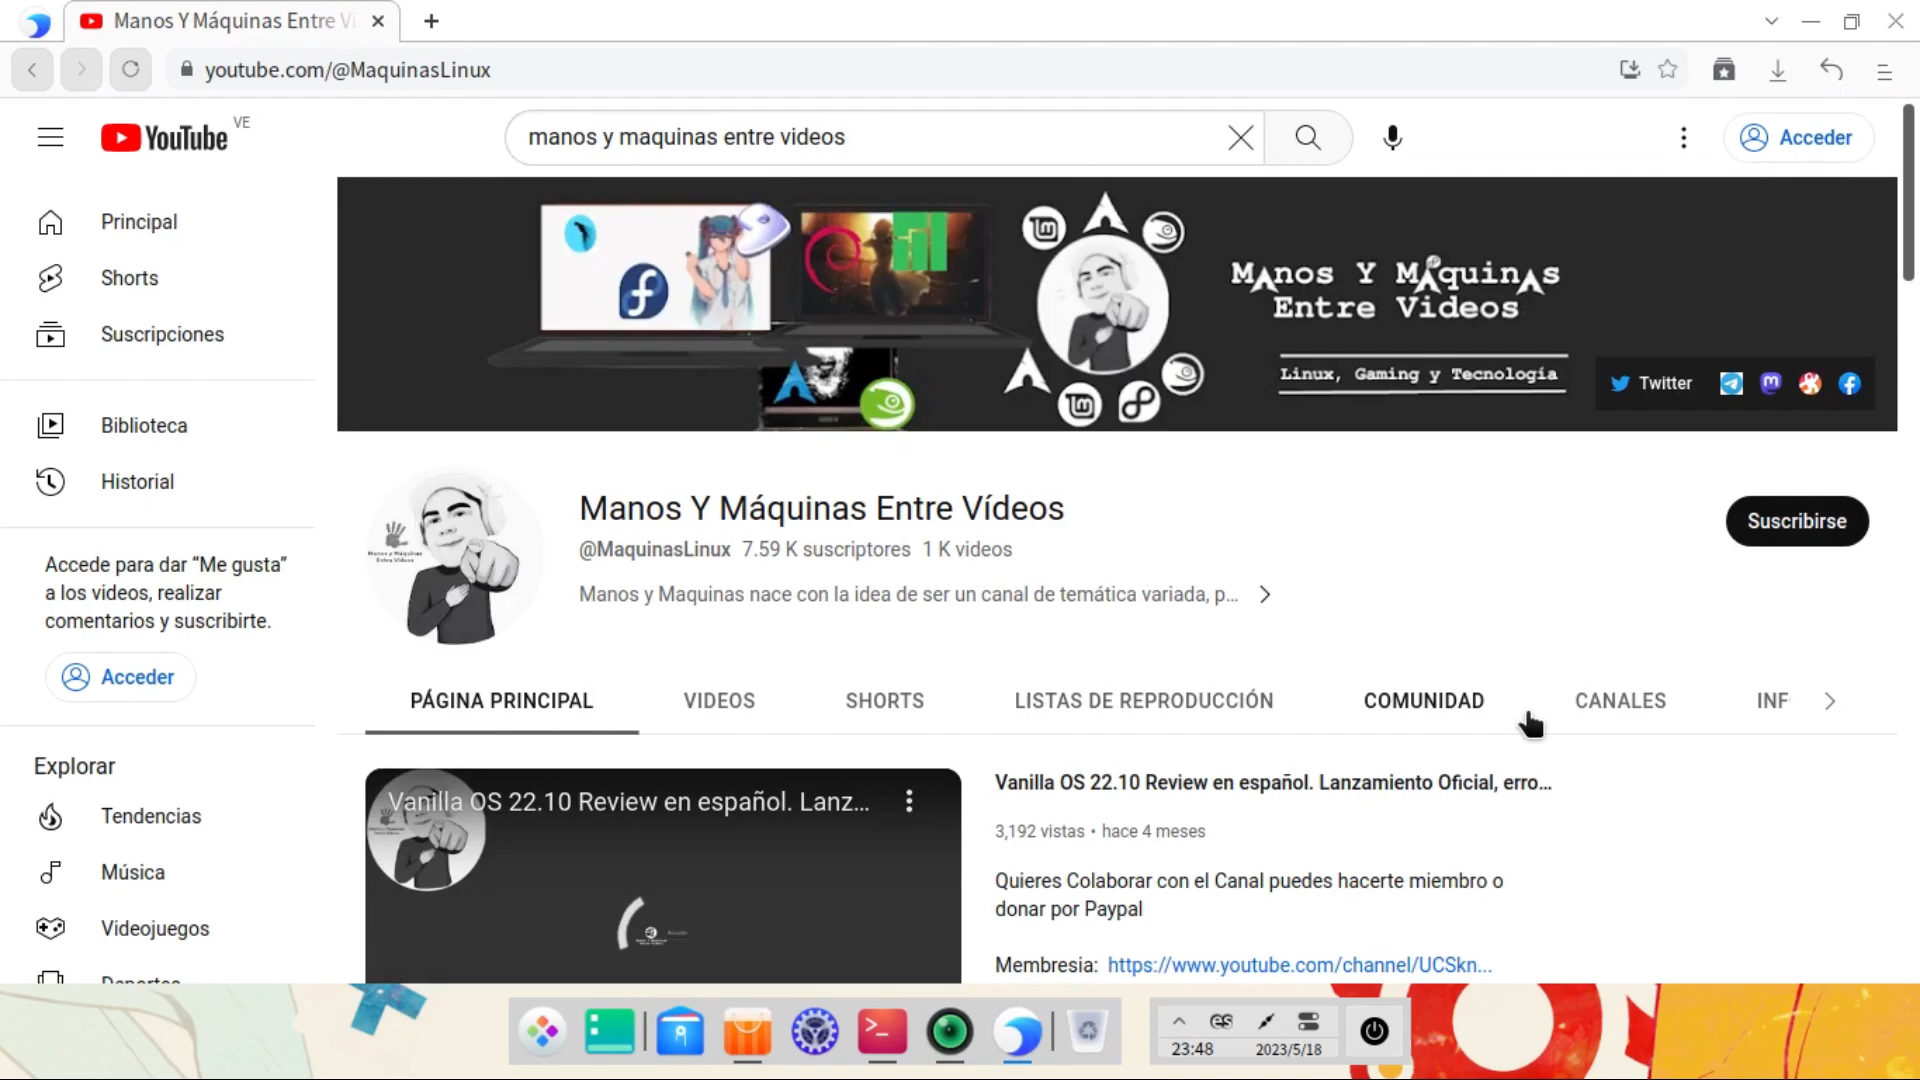 Manos Y Máquinas Entre Ví
youtube.com/@MaquinasLinux
YouTube VE
manos y maquinas entre videos
Acceder
Principal
Shorts
Suscripciones
Biblioteca
Historial
Accede para dar “Me gusta”
a los videos, realizar
comentarios y suscribirte.
Acceder
Explorar
Tendencias
Música
Videojuegos
Deportes
Manos Y Máquinas
Entre Videos
Linux, Gaming y Tecnología
Twitter
Manos Y Máquinas Entre Vídeos
@MaquinasLinux 7.59 K suscriptores 1 K videos
Manos y Maquinas nace con la idea de ser un canal de temática variada, p...
Suscribirse
PÁGINA PRINCIPAL
VIDEOS
SHORTS
LISTAS DE REPRODUCCIÓN
COMUNIDAD
CANALES
INF
Vanilla OS 22.10 Review en español. Lanz...
Vanilla OS 22.10 Review en español. Lanzamiento Oficial, erro...
3,192 vistas • hace 4 meses
Quieres Colaborar con el Canal puedes hacerte miembro o
donar por Paypal
Membresia: https://www.youtube.com/channel/UCSkn...
es
23:48
2023/5/18